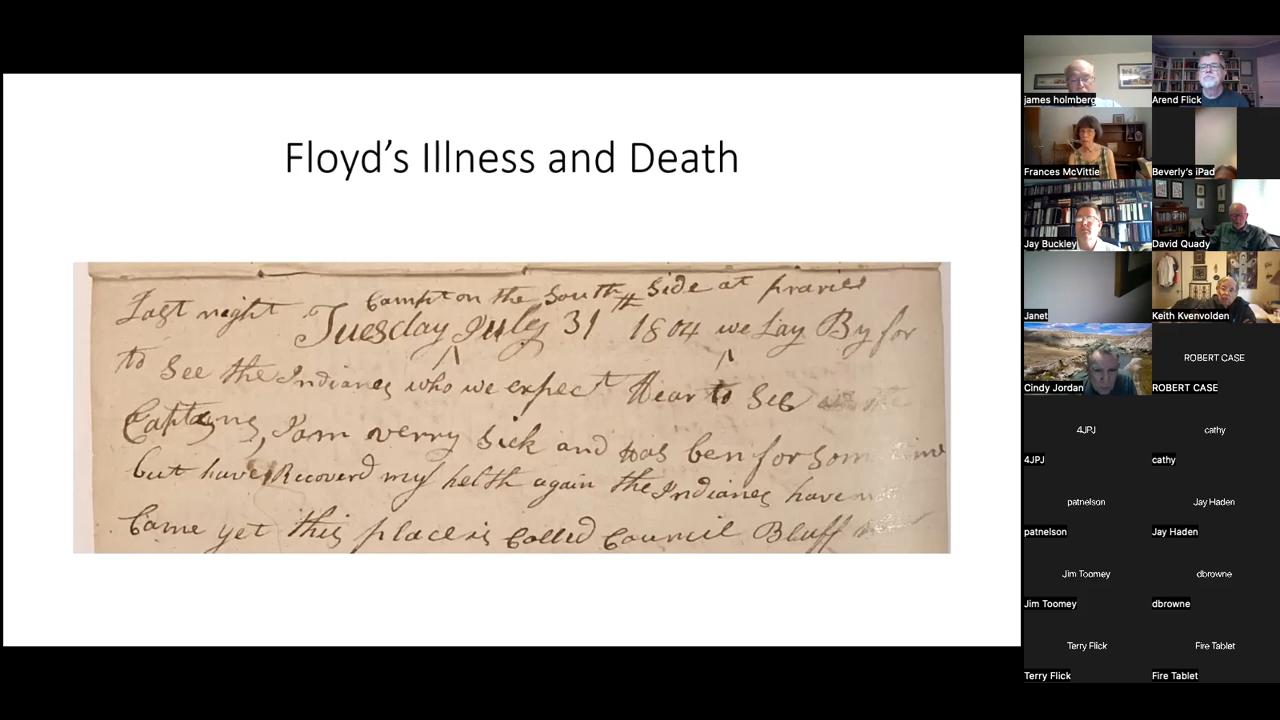 Floyd's Illness and Death
Last night Campt on the South Side at praries
Tuesday July 31th 1804 we Lay By for
to See the Indianes who we expect Hear to See
Captans, I am verry Sick and Has ben for Som time
but have Recoverd my helth again the Indianes have
Came yet this place is Called Council Bluff
james holmberg
Arend Flick
Frances McVittie
Beverly's iPad
Jay Buckley
David Quady
Janet
Keith Kvenvolden
Cindy Jordan
ROBERT CASE
ROBERT CASE
4JPJ
cathy
4JPJ
cathy
patnelson
Jay Haden
patnelson
Jay Haden
Jim Toomey
dbrowne
Jim Toomey
dbrowne
Terry Flick
Fire Tablet
Terry Flick
Fire Tablet